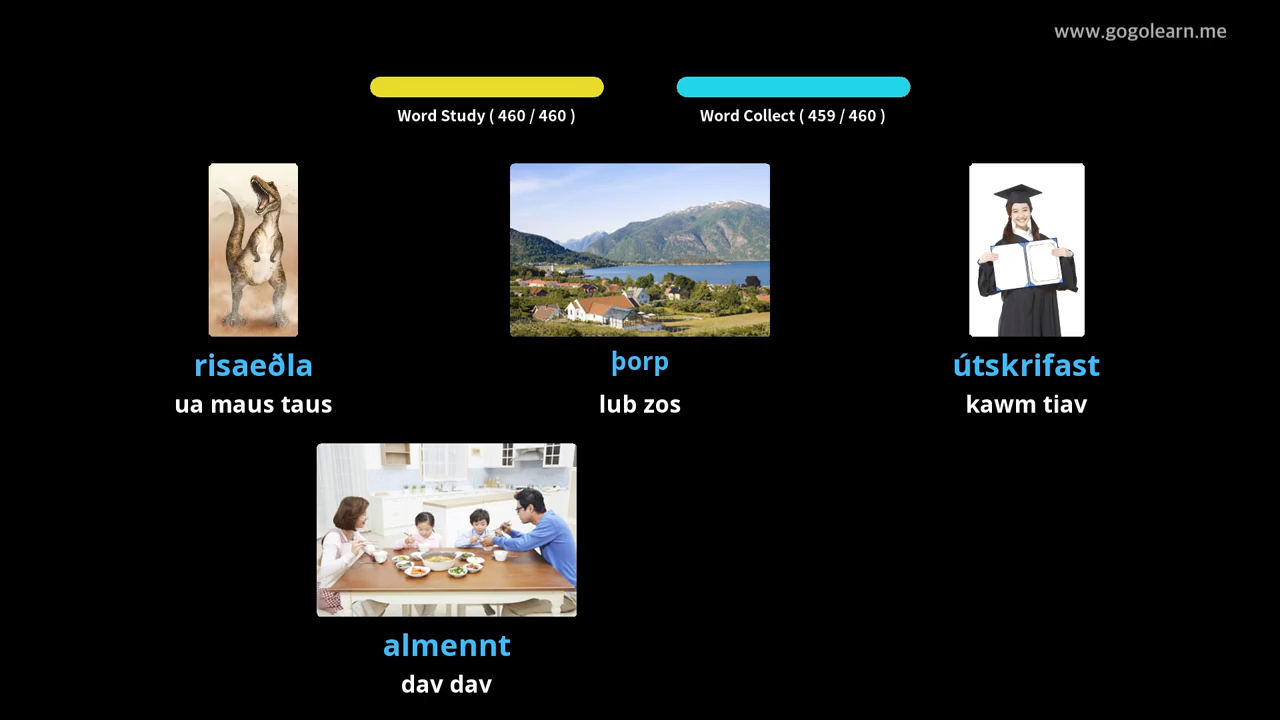 www.gogolearn.me
Word Study ( 460 / 460 )
Word Collect ( 459 / 460 )
risaeðla
ua maus taus
þorp
lub zos
útskrifast
kawm tiav
almennt
dav dav